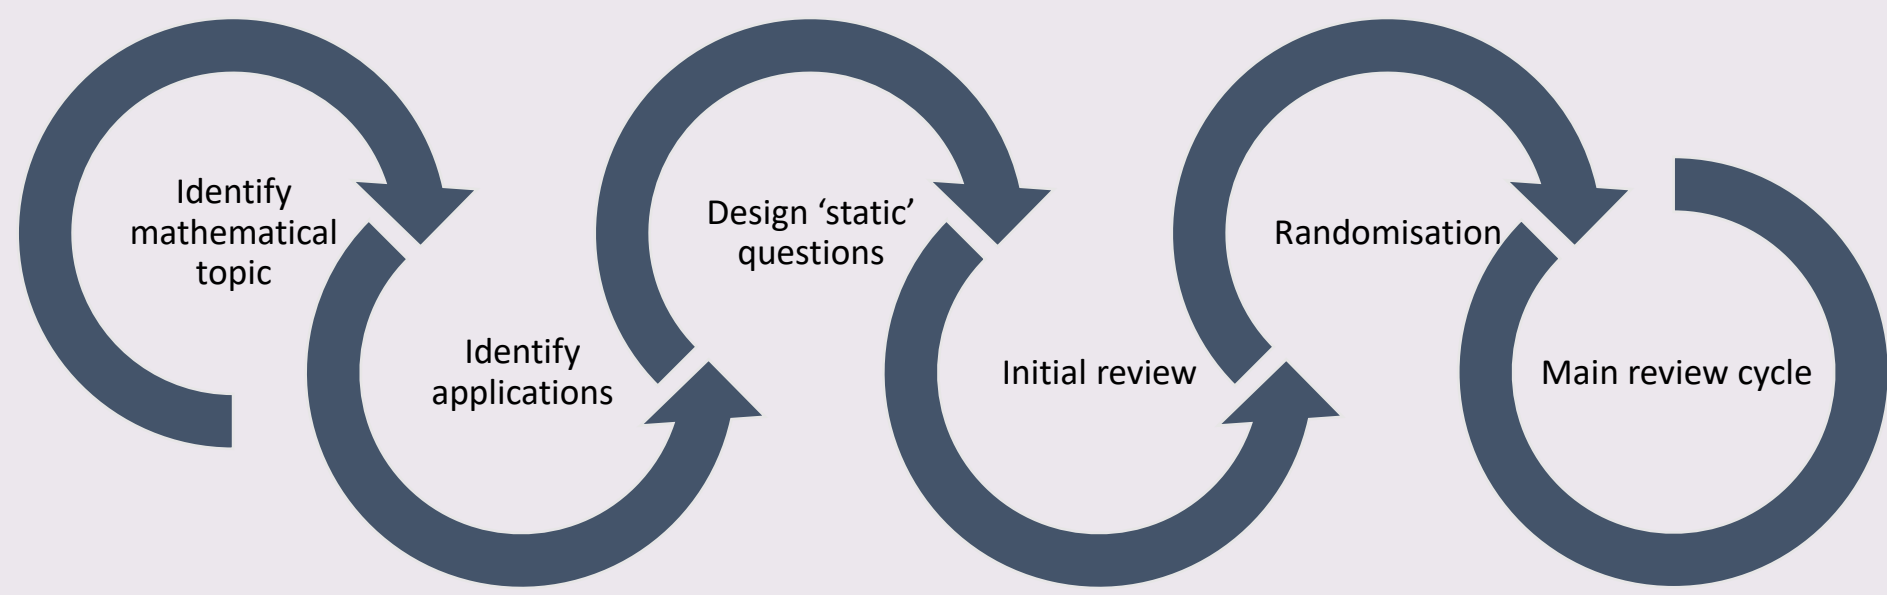 Identify
mathematical
topic
Identify
applications
Design ‘static’
questions
Initial review
Randomisation
Main review cycle